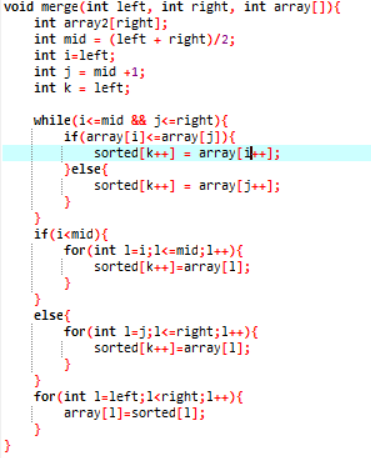 void merge(int left, int right, int array[]){
    int array2[right];
    int mid = (left + right)/2;
    int i=left;
    int j = mid +1;
    int k = left;

    while(i<=mid && j<=right){
        if(array[i]<=array[j]){
            sorted[k++] = array[i++];
        }else{
            sorted[k++] = array[j++];
        }
    }
    if(i<mid){
        for(int l=i;l<=mid;l++){
            sorted[k++]=array[l];
        }
    }
    else{
        for(int l=j;l<=right;l++){
            sorted[k++]=array[l];
        }
    }
    for(int l=left;l<right;l++){
        array[l]=sorted[l];
    }
}